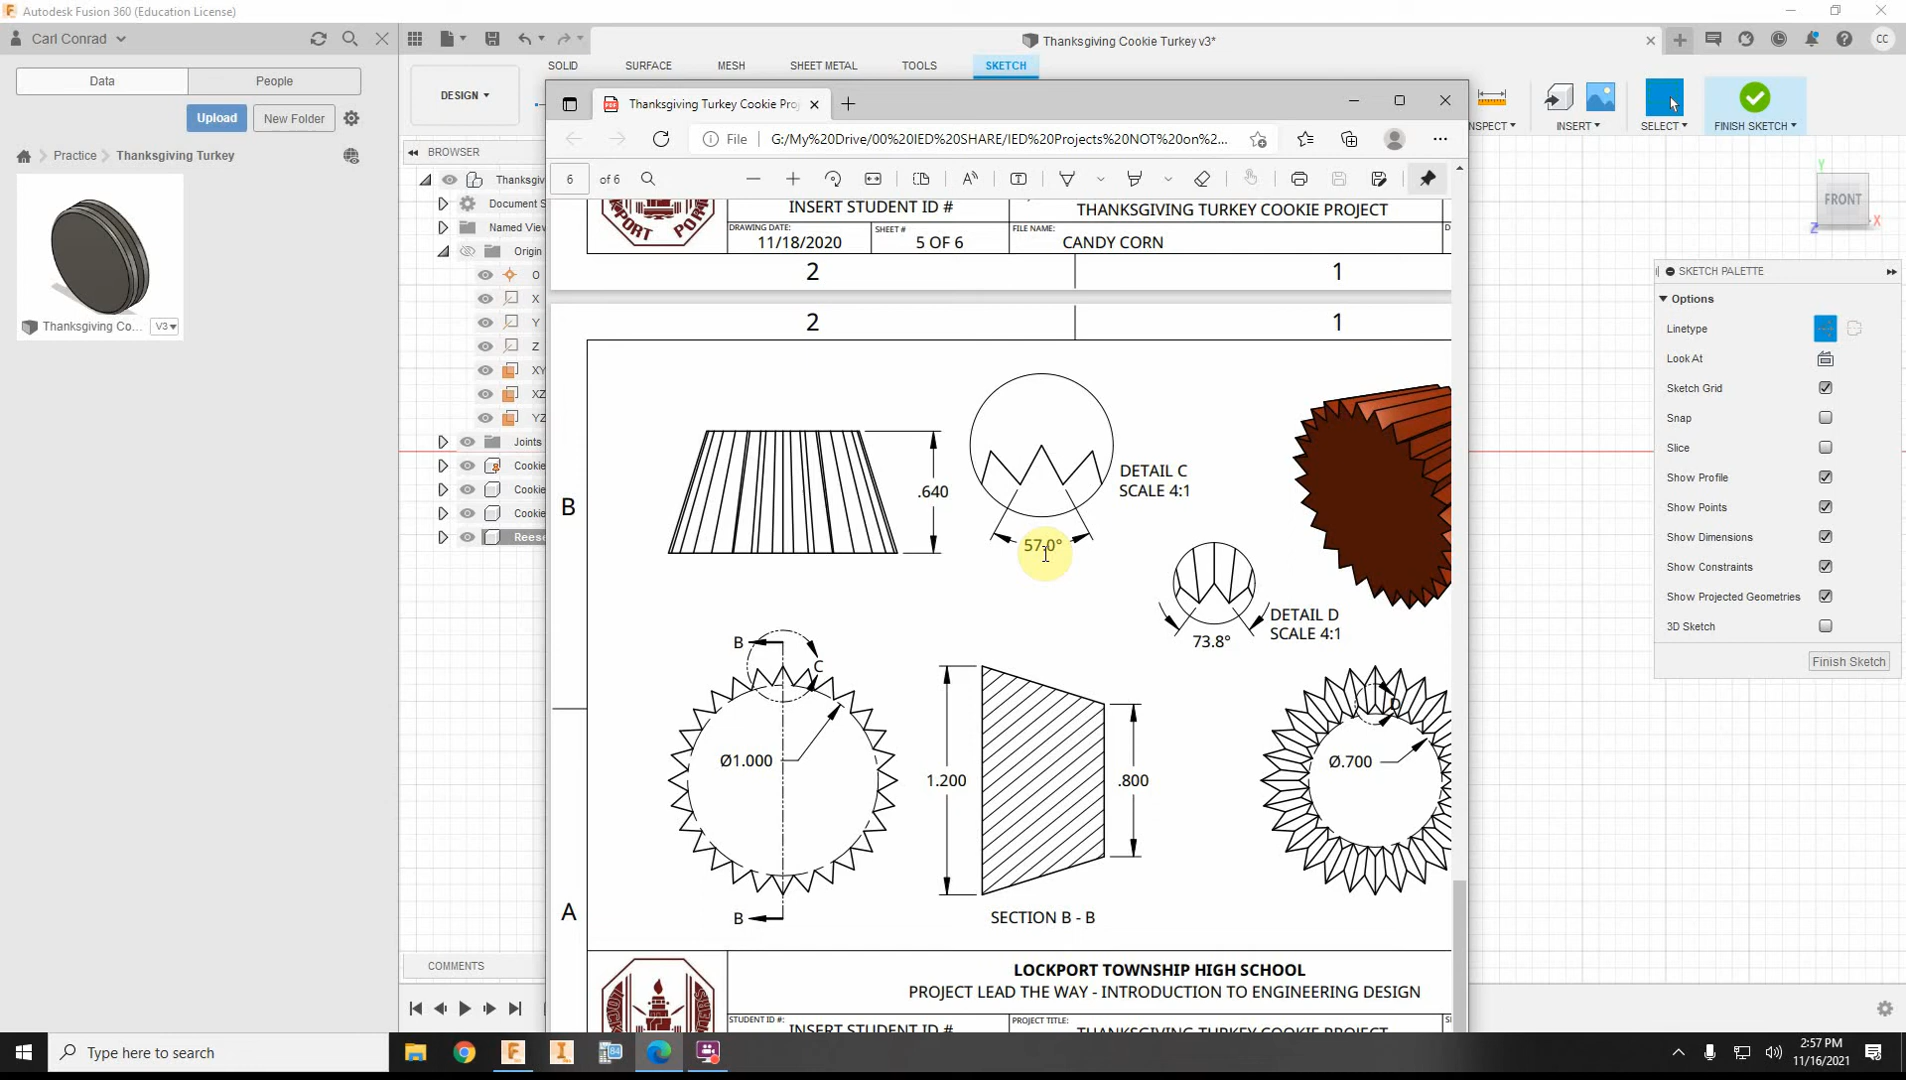 Autodesk Fusion 360 (Education License)
Carl Conrad
Data
People
Upload
New Folder
Practice
Thanksgiving Turkey
Thanksgiving Co...
V3
Thanksgiving Cookie Turkey v3*
DESIGN
SOLID
SURFACE
MESH
SHEET METAL
TOOLS
SKETCH
NSPECT
INSERT
SELECT
FINISH SKETCH
BROWSER
Thanksgiv
Document S
Named View
Origin
O
X
Y
Z
XY
XZ
YZ
Joints
Cookie
Cookie
Cookie
Reese
COMMENTS
Thanksgiving Turkey Cookie Pro
File
G:/My%20Drive/00%20IED%20SHARE/IED%20Projects%20NOT%20on%2...
6 of 6
INSERT STUDENT ID #
THANKSGIVING TURKEY COOKIE PROJECT
DRAWING DATE:
11/18/2020
SHEET #
5 OF 6
FILE NAME:
CANDY CORN
2
1
2
1
B
.640
DETAIL C
SCALE 4:1
57.0°
DETAIL D
SCALE 4:1
73.8°
B
C
D
Ø1.000
1.200
.800
Ø.700
B
SECTION B - B
A
LOCKPORT TOWNSHIP HIGH SCHOOL
PROJECT LEAD THE WAY - INTRODUCTION TO ENGINEERING DESIGN
STUDENT ID #:
INSERT STUDENT ID #
PROJECT TITLE:
THANKSGIVING TURKEY COOKIE PROJECT
Y
FRONT
X
Z
CC
SKETCH PALETTE
Options
Linetype
Look At
Sketch Grid
Snap
Slice
Show Profile
Show Points
Show Dimensions
Show Constraints
Show Projected Geometries
3D Sketch
Finish Sketch
Type here to search
2:57 PM
11/16/2021